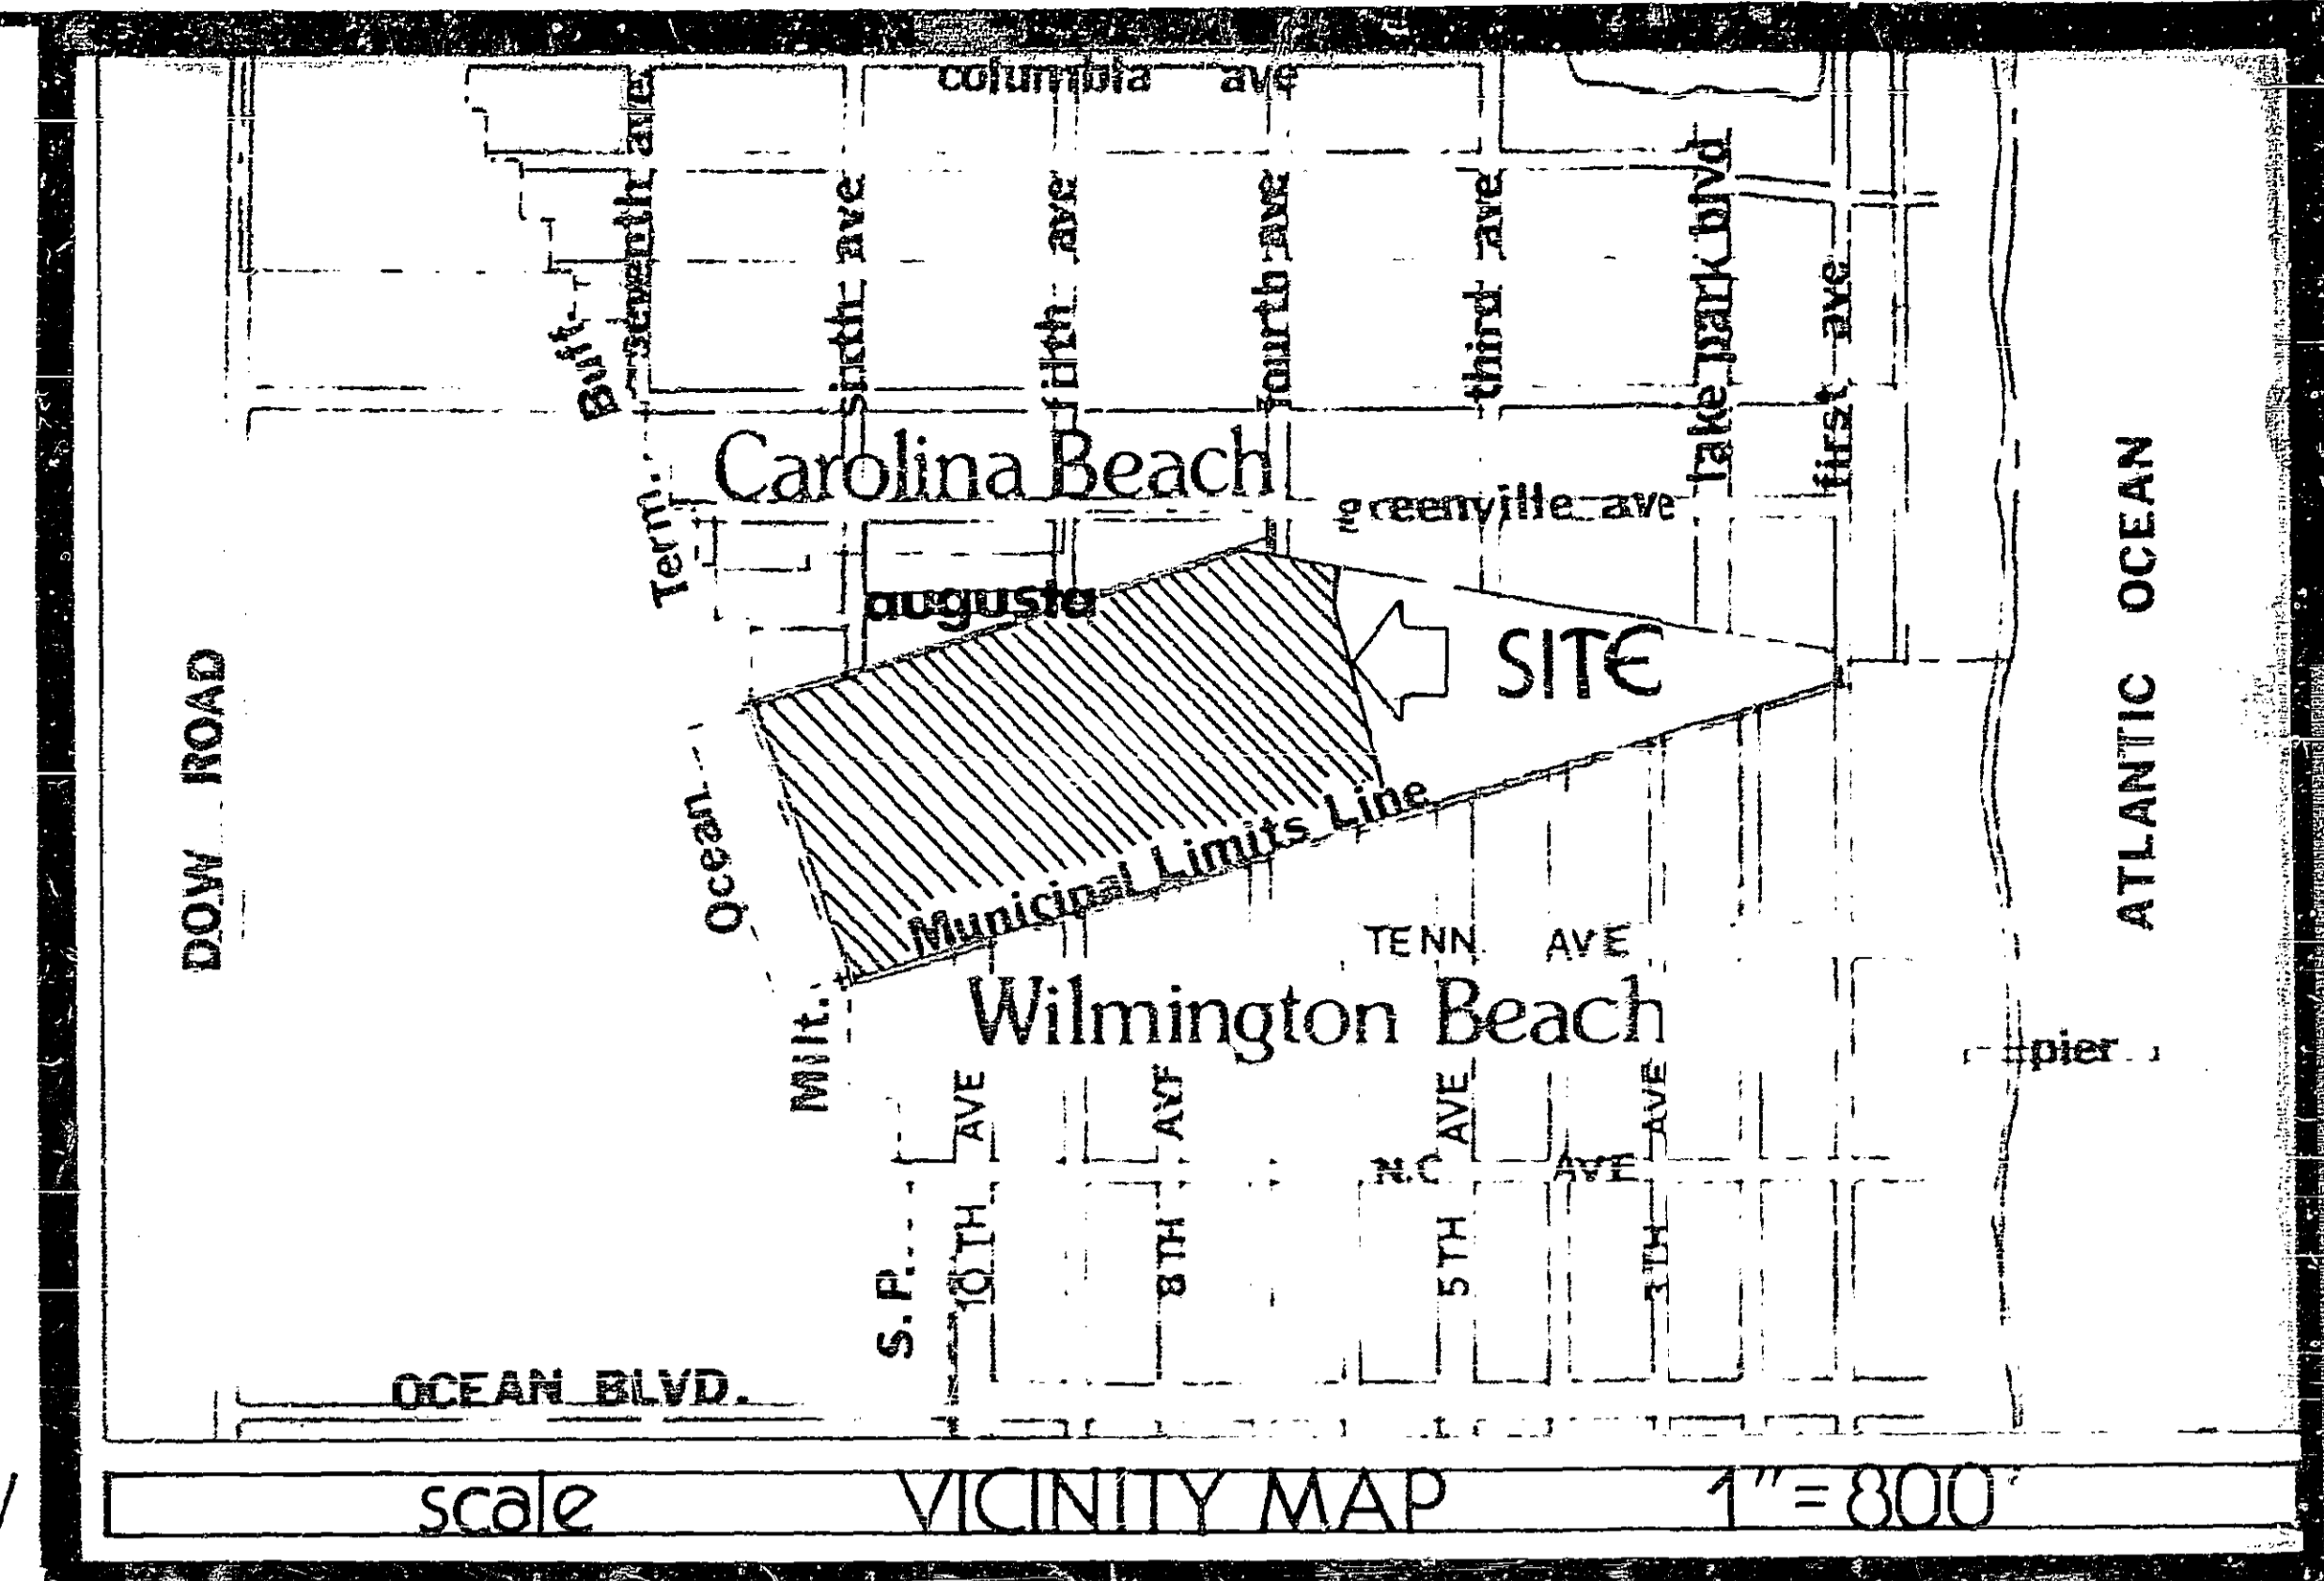 columbia ave
seventh ave
sixth ave
fifth ave
fourth ave
third ave
lake park blvd
first ave
Carolina Beach
greenville ave
augusta
SITE
Municipal Limits Line
Wilmington Beach
TENN. AVE
N.C. AVE
10TH AVE
8TH AVE
5TH AVE
3TH AVE
DOW ROAD
Milt. Ocean Term. Buff.
S.P.
OCEAN BLVD.
ATLANTIC OCEAN
pier
scale VICINITY MAP 1"=800'